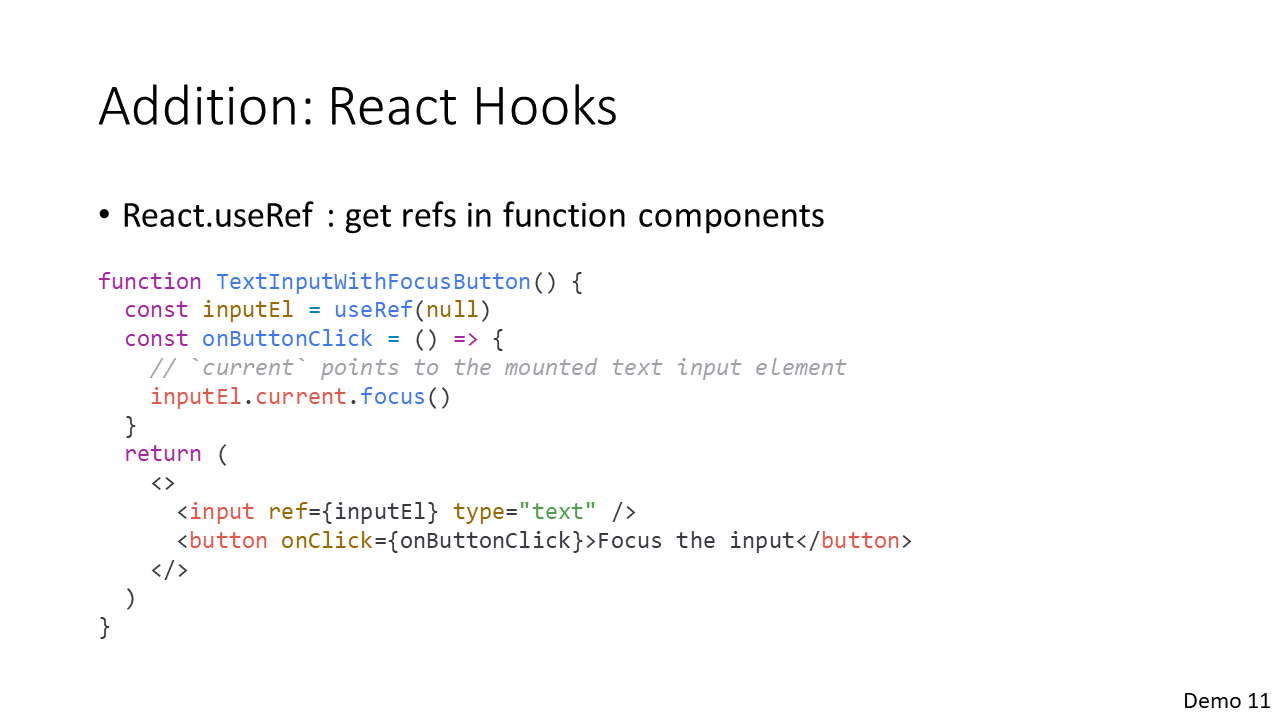 Addition: React Hooks
• React.useRef : get refs in function components
function TextInputWithFocusButton() {
  const inputEl = useRef(null)
  const onButtonClick = () => {
    // `current` points to the mounted text input element
    inputEl.current.focus()
  }
  return (
    <>
      <input ref={inputEl} type="text" />
      <button onClick={onButtonClick}>Focus the input</button>
    </>
  )
}
Demo 11